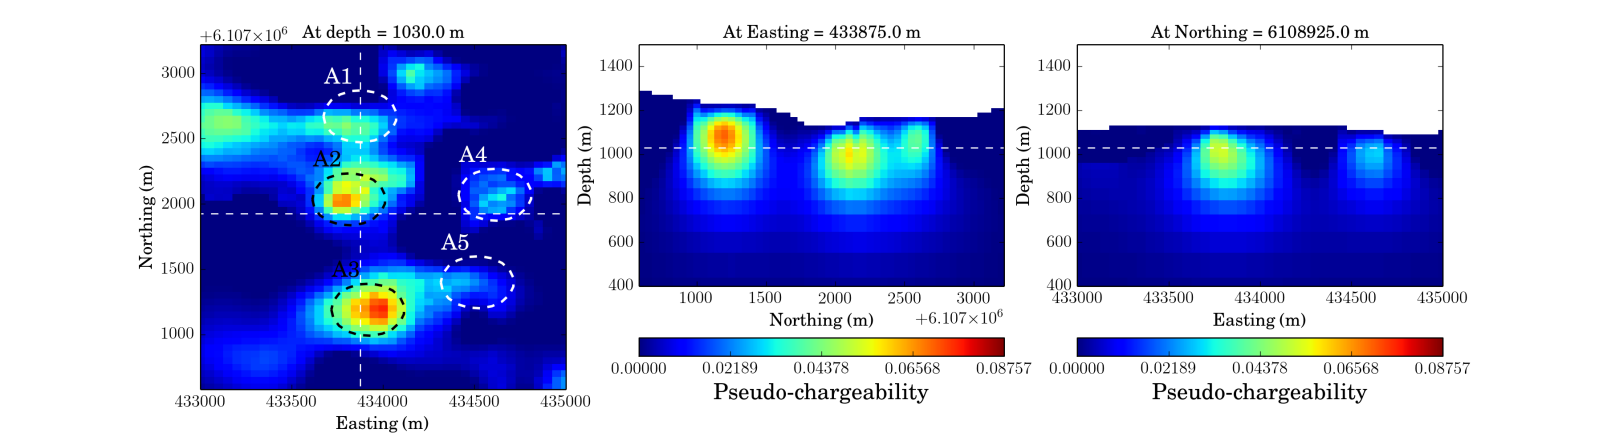 +6.107×10⁶ At depth = 1030.0 m
3000
2500
2000
1500
1000
Northing (m)
A1
A2
A4
A5
A3
433000 433500 434000 434500 435000
Easting (m)
At Easting = 433875.0 m
1400
1200
1000
800
600
400
Depth (m)
1000 1500 2000 2500 3000
Northing (m) +6.107×10⁶
0.00000 0.02189 0.04378 0.06568 0.08757
Pseudo-chargeability
At Northing = 6108925.0 m
1400
1200
1000
800
600
400
Depth (m)
433000 433500 434000 434500 435000
Easting (m)
0.00000 0.02189 0.04378 0.06568 0.08757
Pseudo-chargeability